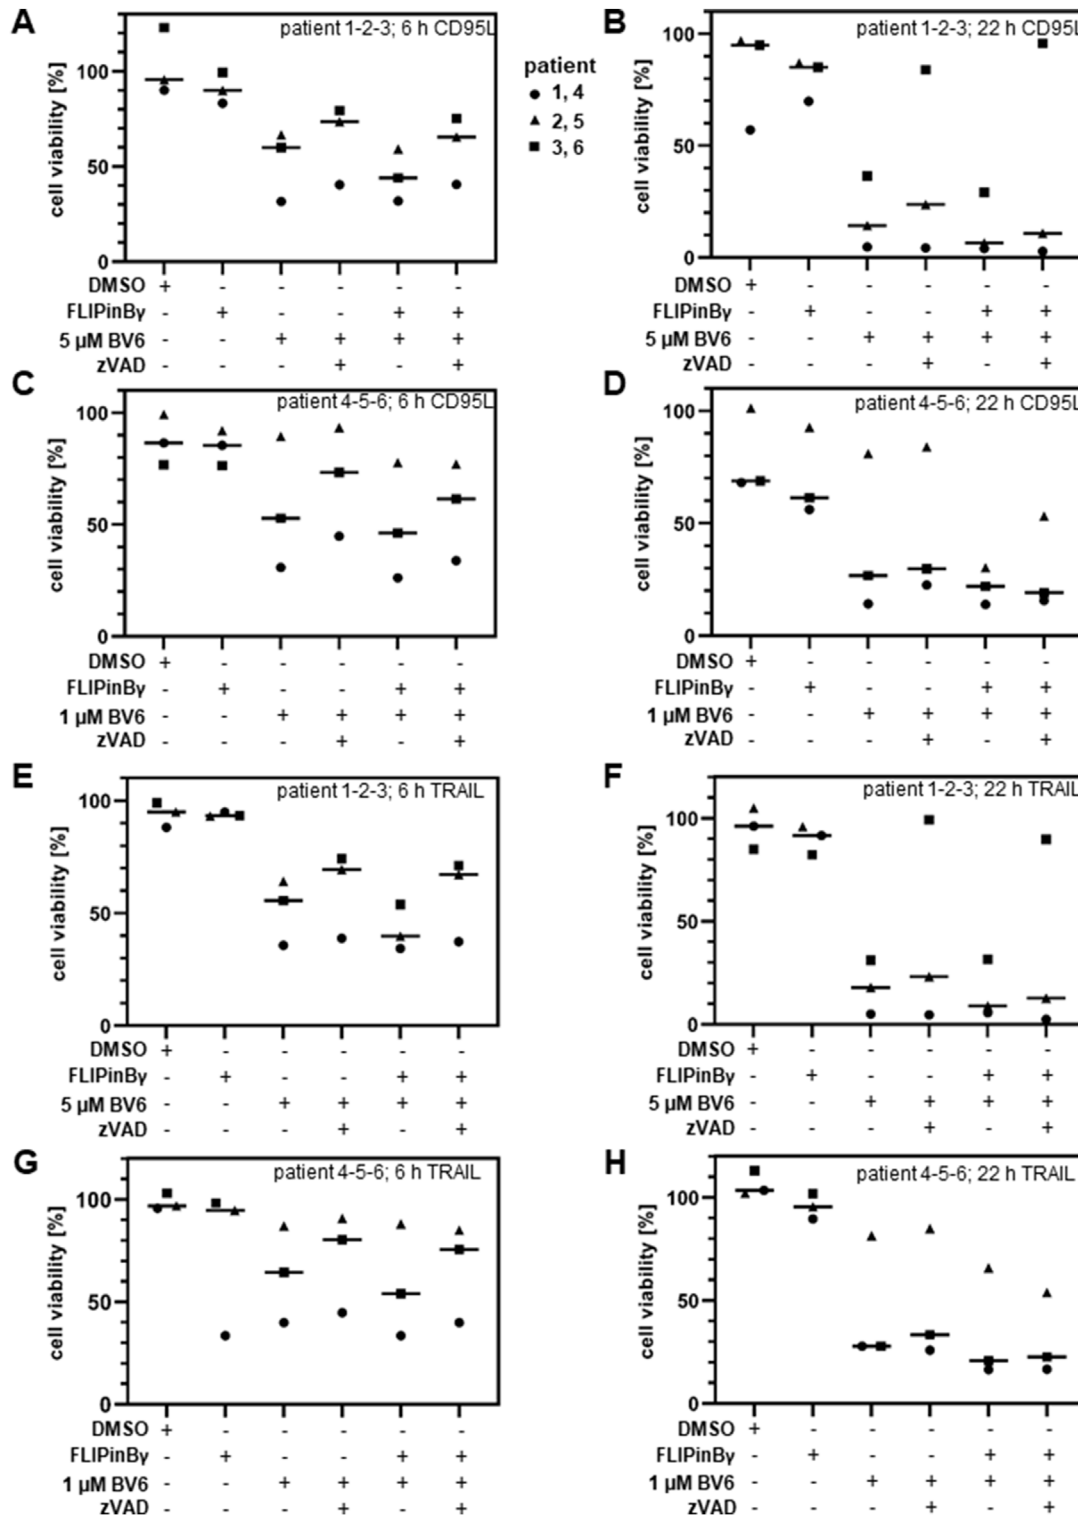 A
patient 1-2-3; 6 h CD95L
cell viability [%]
100
50
0
DMSO + - - - - -
FLIPinBγ - + - - + +
5 µM BV6 - - + + + +
zVAD - - - + - +
patient
1, 4
2, 5
3, 6
B
patient 1-2-3; 22 h CD95L
cell viability [%]
100
50
0
DMSO + - - - - -
FLIPinBγ - + - - + +
5 µM BV6 - - + + + +
zVAD - - - + - +
C
patient 4-5-6; 6 h CD95L
cell viability [%]
100
50
0
DMSO + - - - - -
FLIPinBγ - + - - + +
1 µM BV6 - - + + + +
zVAD - - - + - +
D
patient 4-5-6; 22 h CD95L
cell viability [%]
100
50
0
DMSO + - - - - -
FLIPinBγ - + - - + +
1 µM BV6 - - + + + +
zVAD - - - + - +
E
patient 1-2-3; 6 h TRAIL
cell viability [%]
100
50
0
DMSO + - - - - -
FLIPinBγ - + - - + +
5 µM BV6 - - + + + +
zVAD - - - + - +
F
patient 1-2-3; 22 h TRAIL
cell viability [%]
100
50
0
DMSO + - - - - -
FLIPinBγ - + - - + +
5 µM BV6 - - + + + +
zVAD - - - + - +
G
patient 4-5-6; 6 h TRAIL
cell viability [%]
100
50
0
DMSO + - - - - -
FLIPinBγ - + - - + +
1 µM BV6 - - + + + +
zVAD - - - + - +
H
patient 4-5-6; 22 h TRAIL
cell viability [%]
100
50
0
DMSO + - - - - -
FLIPinBγ - + - - + +
1 µM BV6 - - + + + +
zVAD - - - + - +